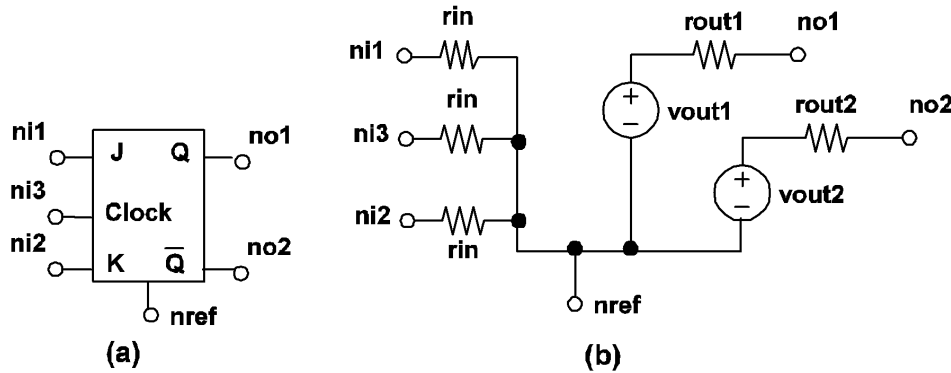 ni1
J
Q
no1
ni3
Clock
ni2
K
Q̅
no2
nref
(a)
rin
ni1
rin
ni3
ni2
rin
nref
rout1
no1
vout1
rout2
no2
vout2
+
−
+
−
(b)